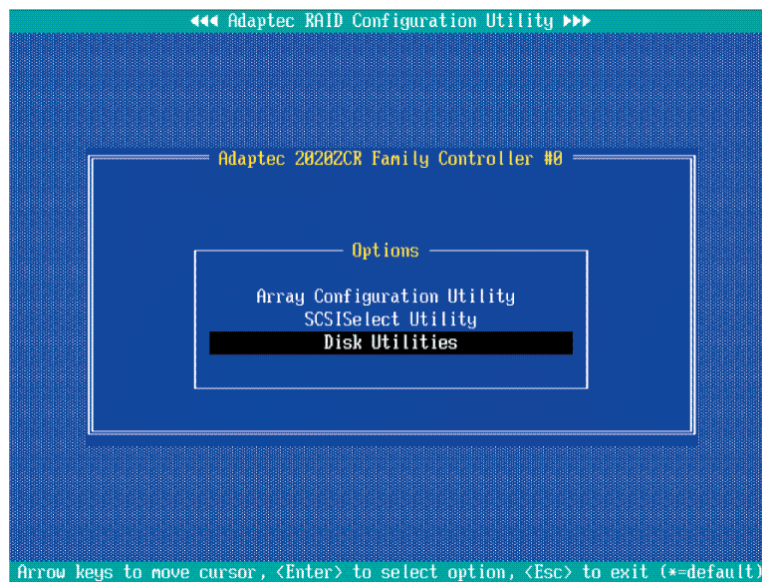 ◄◄◄ Adaptec RAID Configuration Utility ►►►
Adaptec 2020ZCR Family Controller #0
Options
Array Configuration Utility
SCSISelect Utility
Disk Utilities
Arrow keys to move cursor, <Enter> to select option, <Esc> to exit (*=default)